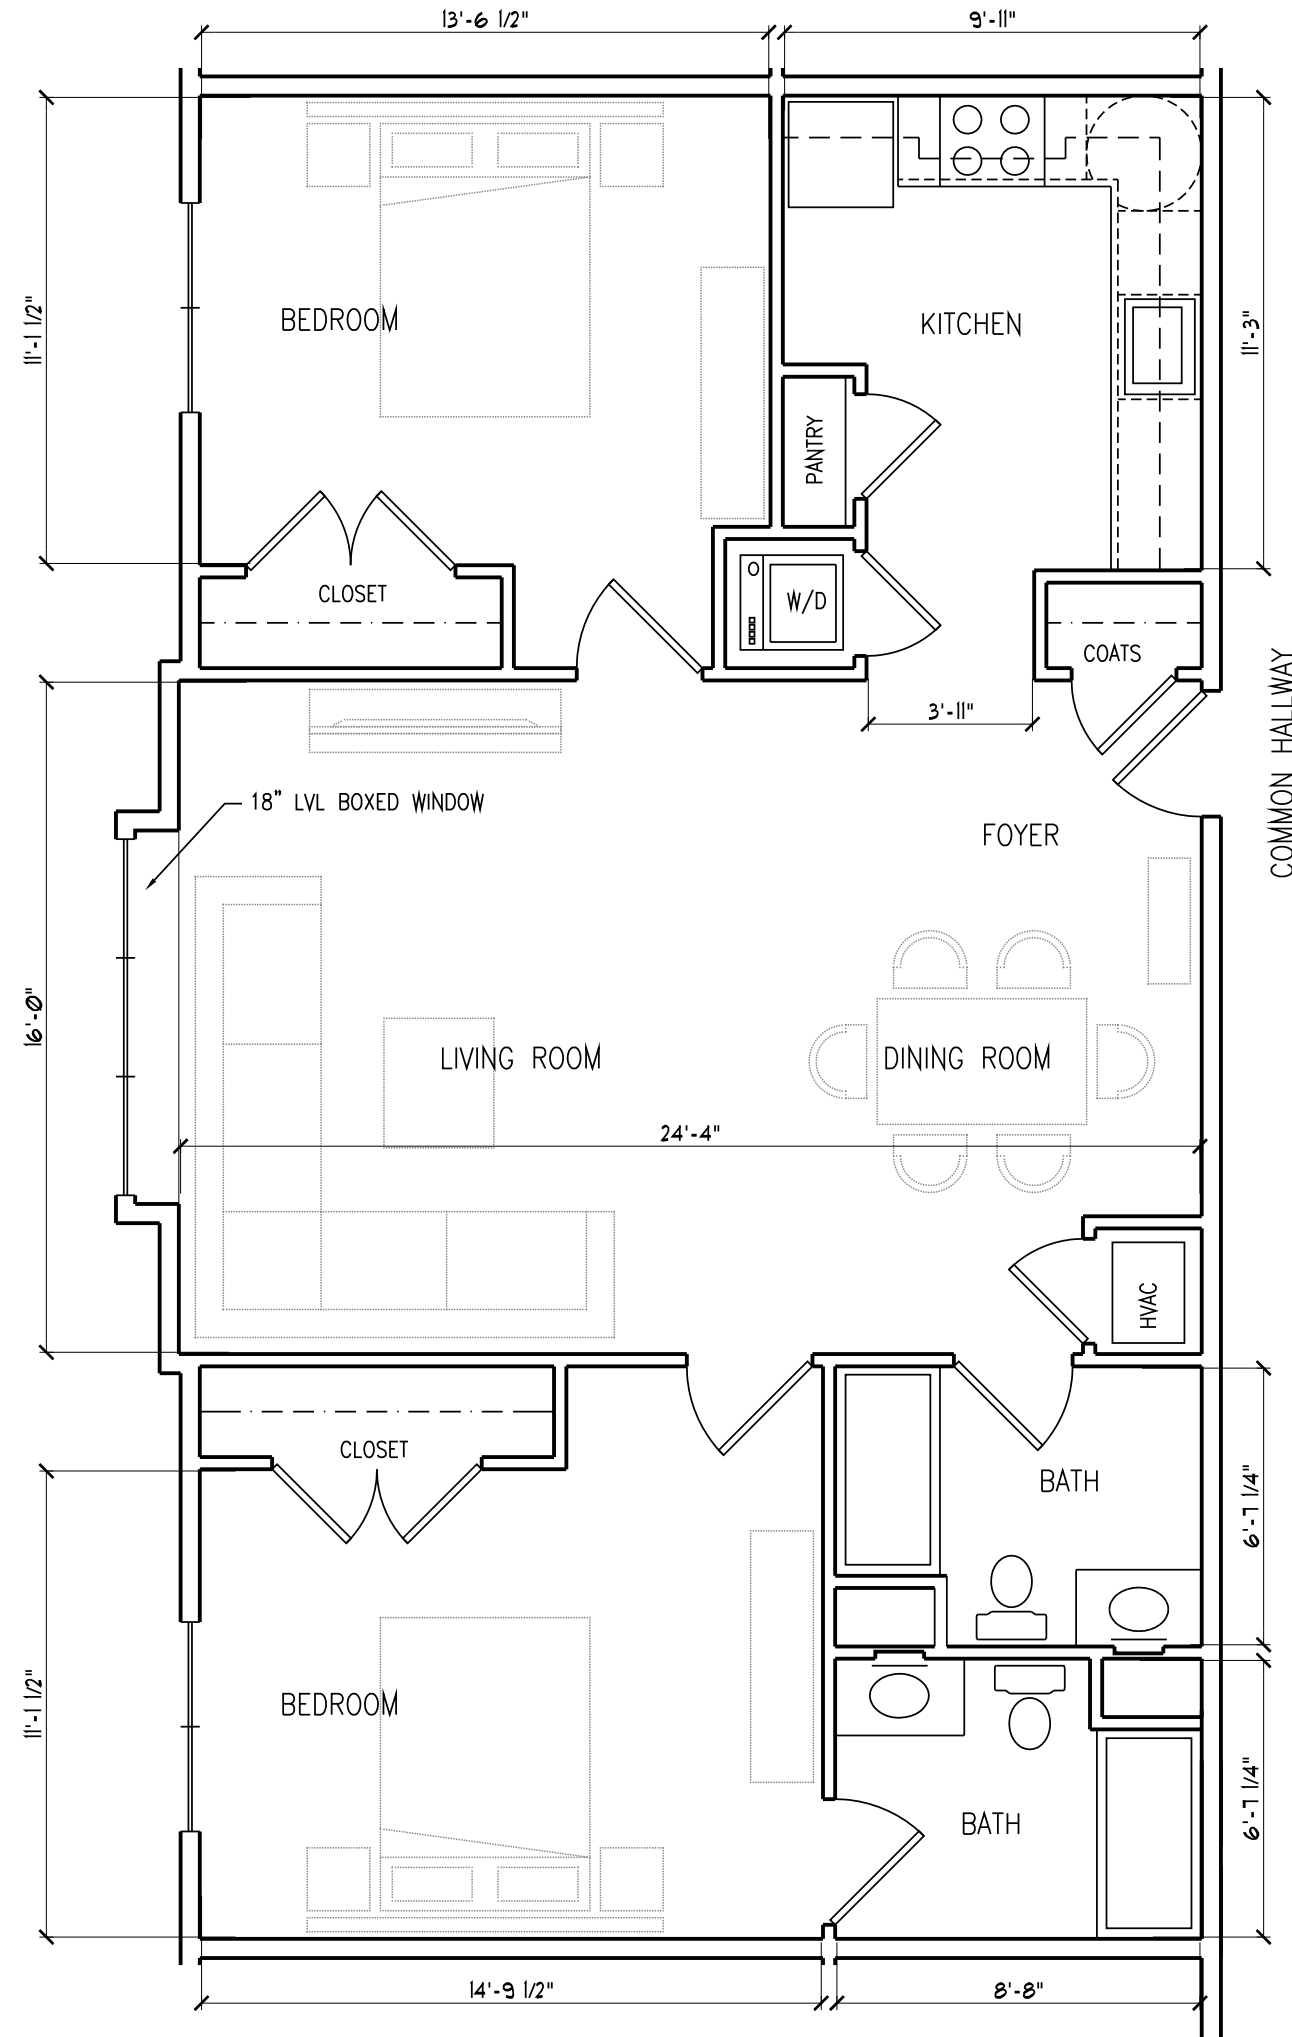 13'-6 1/2"
9'-11"
11'-1 1/2"
BEDROOM
KITCHEN
11'-3"
PANTRY
CLOSET
W/D
COATS
COMMON HALLWAY
3'-11"
18" LVL BOXED WINDOW
FOYER
16'-0"
LIVING ROOM
DINING ROOM
24'-4"
HVAC
CLOSET
BATH
6'-7 1/4"
11'-1 1/2"
BEDROOM
BATH
6'-7 1/4"
14'-9 1/2"
8'-8"